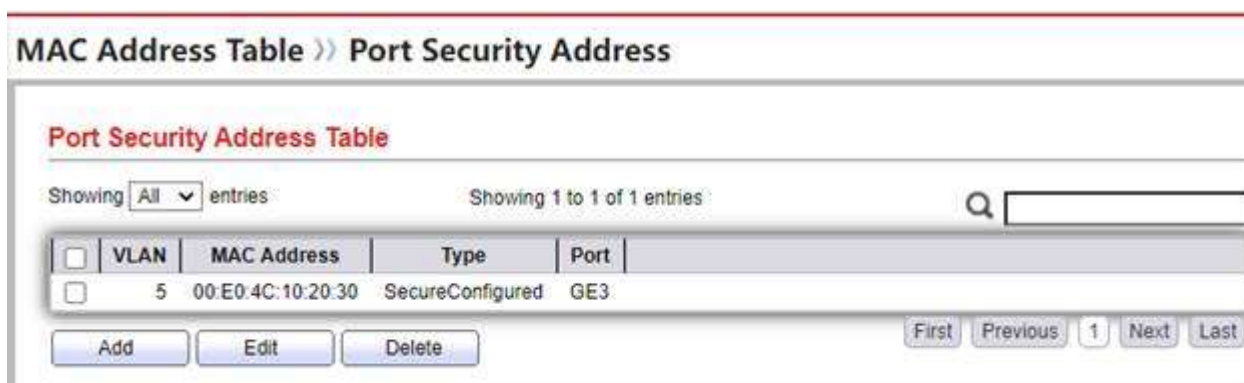 MAC Address Table » Port Security Address
Port Security Address Table
Showing All entries Showing 1 to 1 of 1 entries
VLAN MAC Address Type Port
5 00:E0:4C:10:20:30 SecureConfigured GE3
Add Edit Delete First Previous 1 Next Last